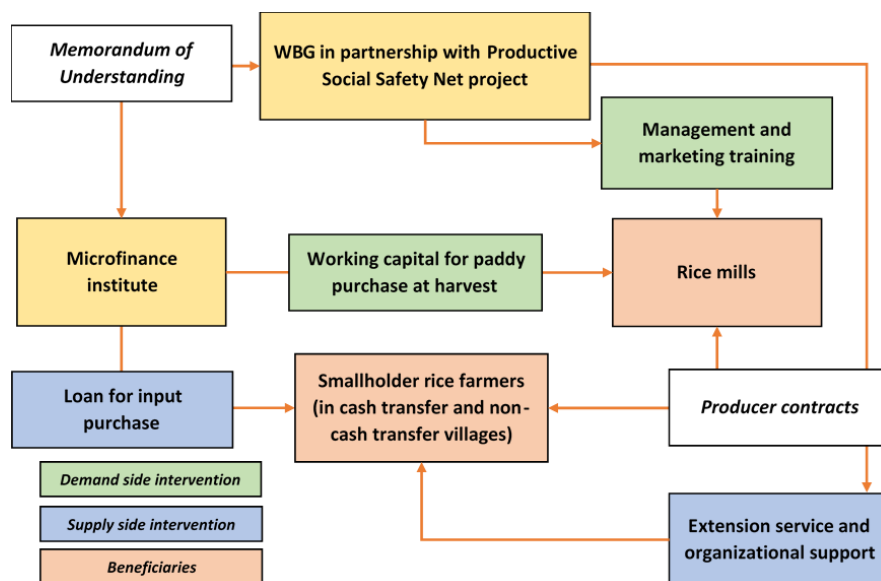 Memorandum of
Understanding
WBG in partnership with Productive
Social Safety Net project
Management and
marketing training
Microfinance
institute
Working capital for paddy
purchase at harvest
Rice mills
Loan for input
purchase
Smallholder rice farmers
(in cash transfer and non-
cash transfer villages)
Producer contracts
Demand side intervention
Supply side intervention
Beneficiaries
Extension service and
organizational support